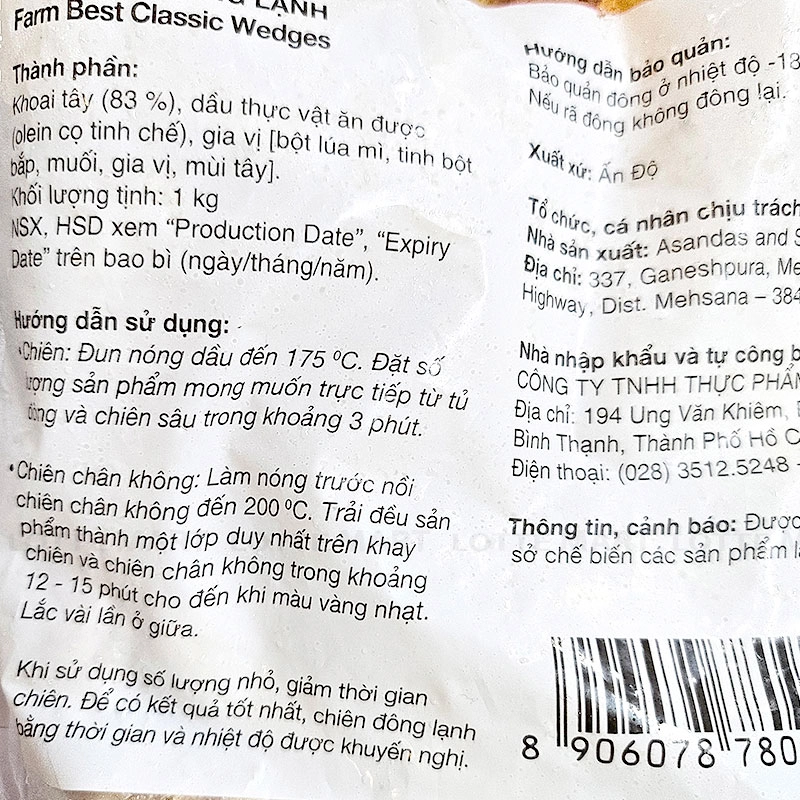 LẠNH
Farm Best Classic Wedges
Thành phần:
Khoai tây (83 %), dầu thực vật ăn được
(olein cọ tinh chế), gia vị [bột lúa mì, tinh bột
bắp, muối, gia vị, mùi tây].
Khối lượng tịnh: 1 kg
NSX, HSD xem “Production Date”, “Expiry
Date” trên bao bì (ngày/tháng/năm).
Hướng dẫn sử dụng:
•Chiên: Đun nóng dầu đến 175 ⁰C. Đặt số
lượng sản phẩm mong muốn trực tiếp từ tủ
đông và chiên sâu trong khoảng 3 phút.
•Chiên chân không: Làm nóng trước nồi
chiên chân không đến 200 ⁰C. Trải đều sản
phẩm thành một lớp duy nhất trên khay
chiên và chiên chân không trong khoảng
12 - 15 phút cho đến khi màu vàng nhạt.
Lắc vài lần ở giữa.
Khi sử dụng số lượng nhỏ, giảm thời gian
chiên. Để có kết quả tốt nhất, chiên đông lạnh
bằng thời gian và nhiệt độ được khuyến nghị.
Hướng dẫn bảo quản:
Bảo quản đông ở nhiệt độ -18
Nếu rã đông không đông lại.
Xuất xứ: Ấn Độ
Tổ chức, cá nhân chịu trách
Nhà sản xuất: Asandas and S
Địa chỉ: 337, Ganeshpura, Me
Highway, Dist. Mehsana – 384
Nhà nhập khẩu và tự công b
CÔNG TY TNHH THỰC PHẨM
Địa chỉ: 194 Ung Văn Khiêm,
Bình Thạnh, Thành Phố Hồ C
Điện thoại: (028) 3512.5248 -
Thông tin, cảnh báo: Được
sở chế biến các sản phẩm l
8 906078 780